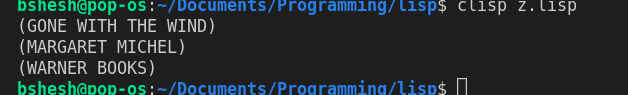 bshesh@pop-os:~/Documents/Programming/lisp$ clisp z.lisp
(GONE WITH THE WIND)
(MARGARET MICHEL)
(WARNER BOOKS)
bshesh@pop-os:~/Documents/Programming/lisp$